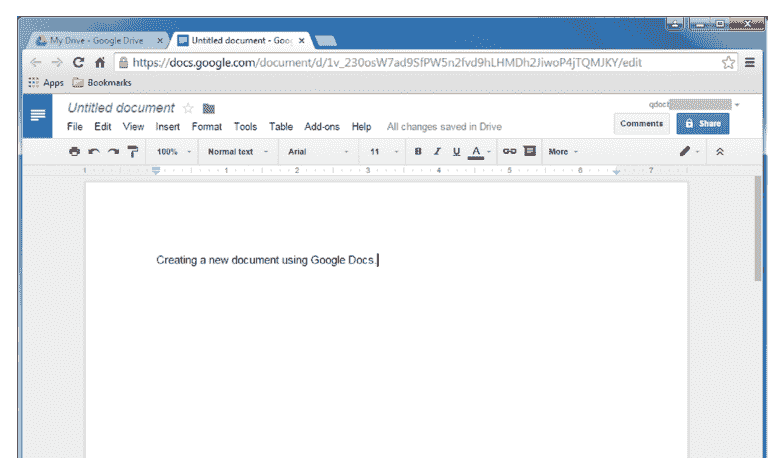 My Drive - Google Drive
Untitled document - Goo
https://docs.google.com/document/d/1v_230osW7ad9SfPW5n2fvd9hLHMDh2JiwoP4jTQMJKY/edit
Apps Bookmarks
Untitled document
qdoct
File Edit View Insert Format Tools Table Add-ons Help All changes saved in Drive
Comments Share
100% Normal text Arial 11 B I U A More
1 1 2 3 4 5 6 7
Creating a new document using Google Docs.